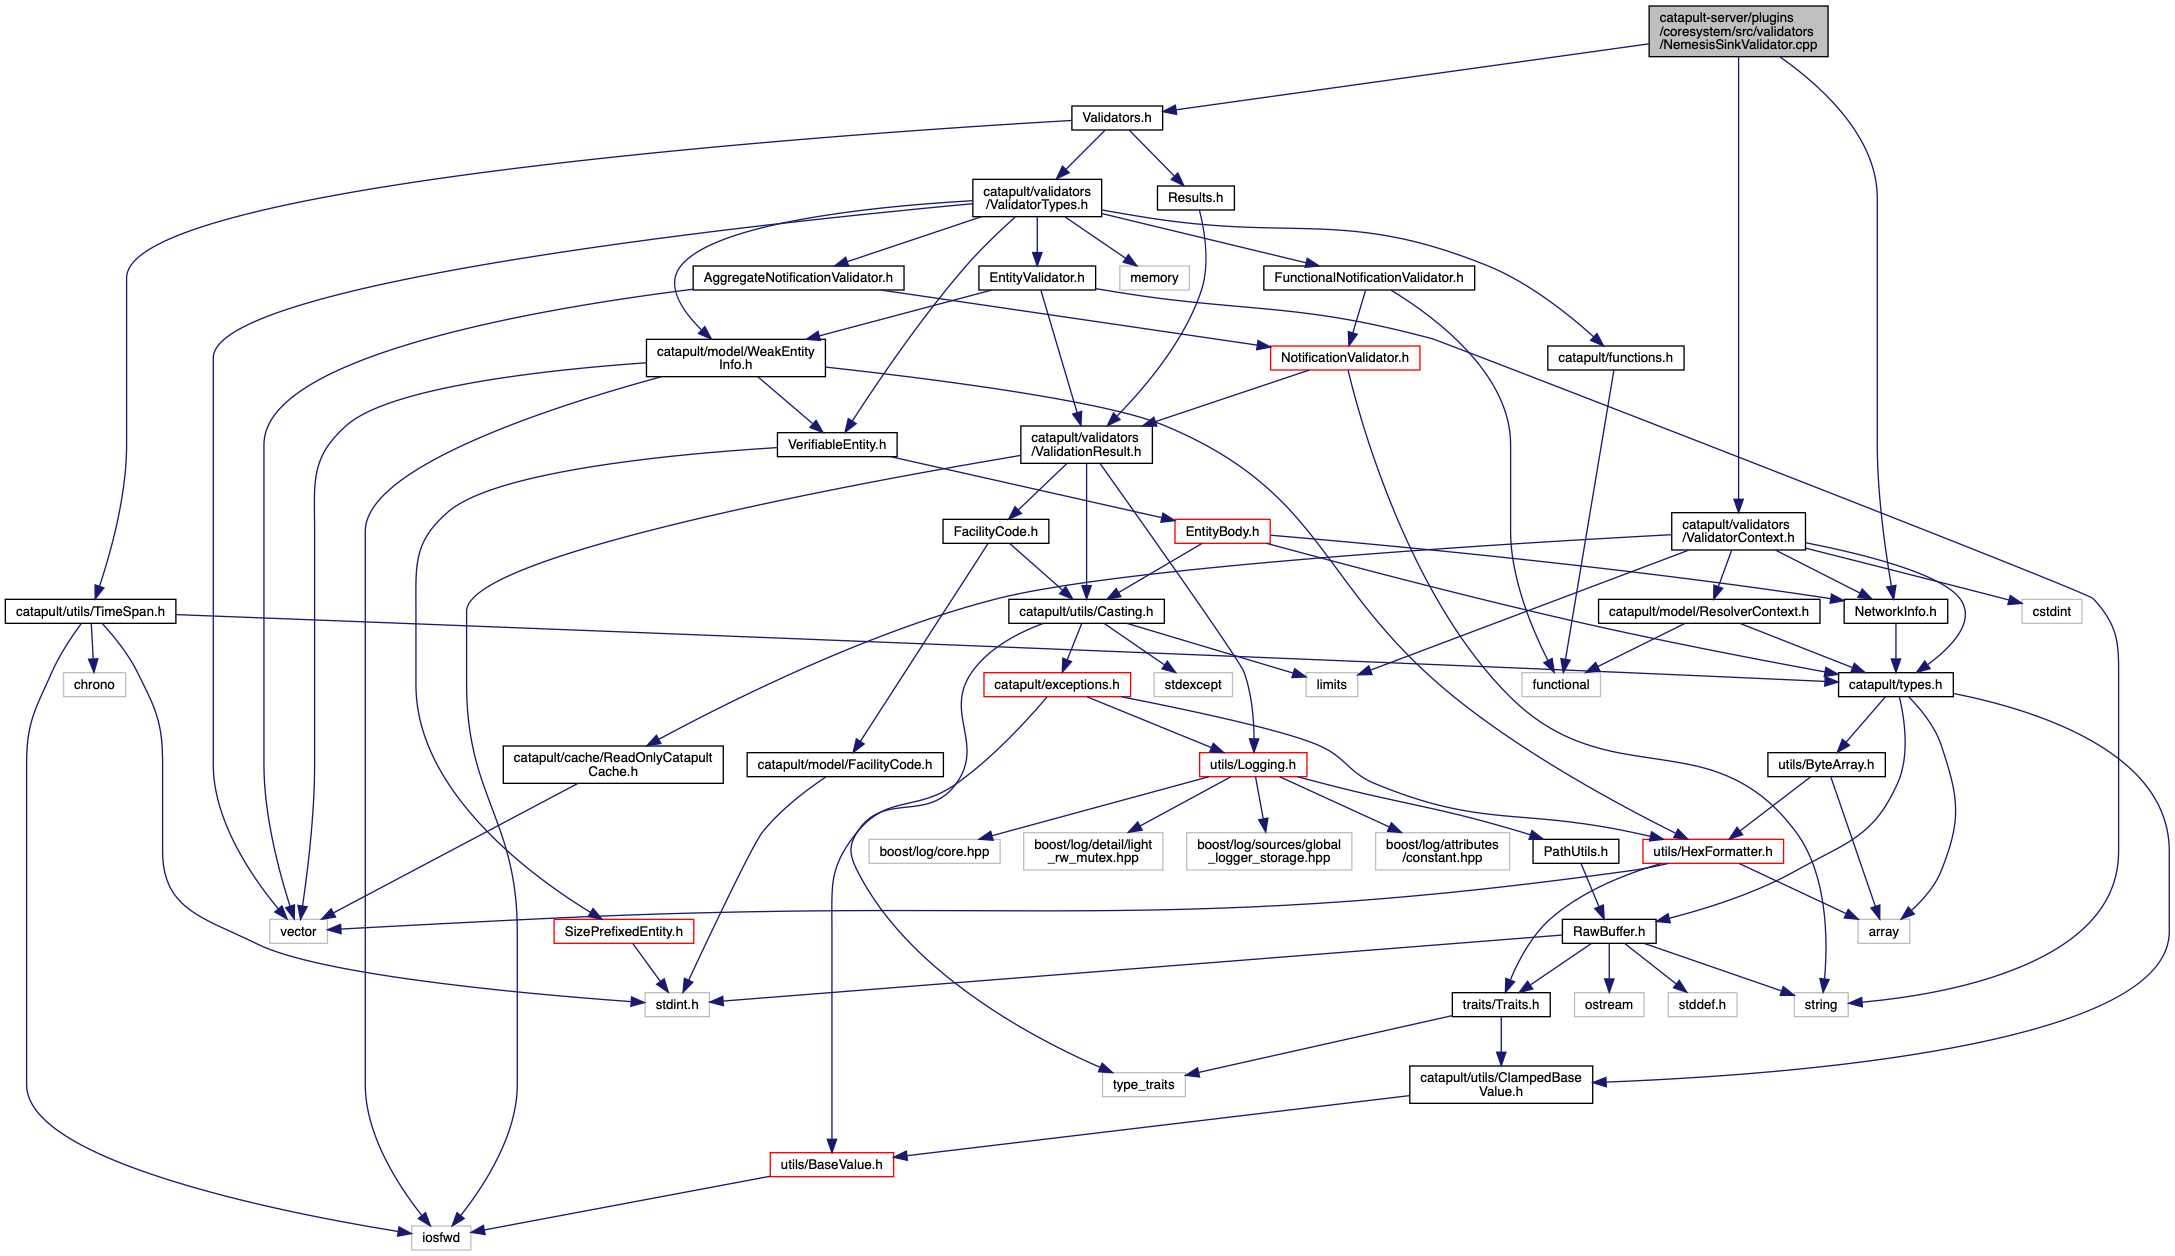 catapult-server/plugins
/coresystem/src/validators
/NemesisSinkValidator.cpp
Validators.h
catapult/validators
/ValidatorTypes.h
Results.h
AggregateNotificationValidator.h
EntityValidator.h
memory
FunctionalNotificationValidator.h
catapult/model/WeakEntity
Info.h
NotificationValidator.h
catapult/functions.h
VerifiableEntity.h
catapult/validators
/ValidationResult.h
FacilityCode.h
EntityBody.h
catapult/validators
/ValidatorContext.h
catapult/utils/TimeSpan.h
catapult/utils/Casting.h
catapult/model/ResolverContext.h
NetworkInfo.h
cstdint
chrono
catapult/exceptions.h
stdexcept
limits
functional
catapult/types.h
catapult/cache/ReadOnlyCatapult
Cache.h
catapult/model/FacilityCode.h
utils/Logging.h
utils/ByteArray.h
boost/log/core.hpp
boost/log/detail/light
_rw_mutex.hpp
boost/log/sources/global
_logger_storage.hpp
boost/log/attributes
/constant.hpp
PathUtils.h
utils/HexFormatter.h
vector
SizePrefixedEntity.h
RawBuffer.h
array
stdint.h
traits/Traits.h
ostream
stddef.h
string
type_traits
catapult/utils/ClampedBase
Value.h
utils/BaseValue.h
iosfwd